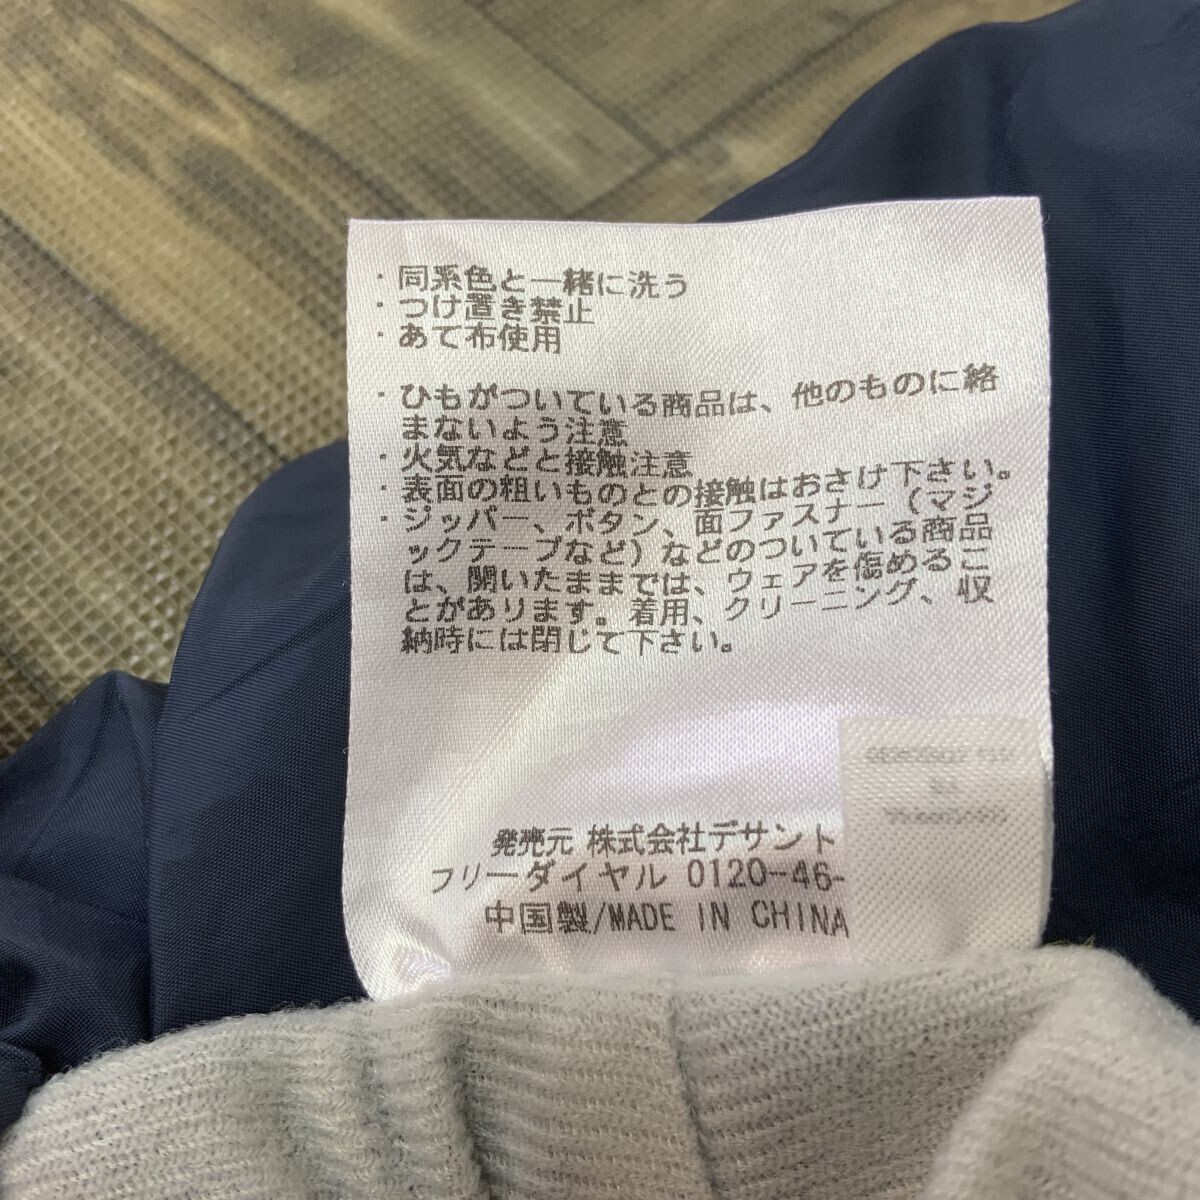 ・同系色と一緒に洗う
・つけ置き禁止
・あて布使用
・ひもがついている商品は、他のものに絡
まないよう注意
・火気などと接触注意
・表面の粗いものとの接触はおさけ下さい。
・ジッパー、ボタン、面ファスナー（マジ
ックテープなど）などのついている商品
は、開いたままでは、ウェアを傷めるこ
とがあります。着用、クリーニング、収
納時には閉じて下さい。
発売元 株式会社デサント
フリーダイヤル 0120-46-
中国製/MADE IN CHINA